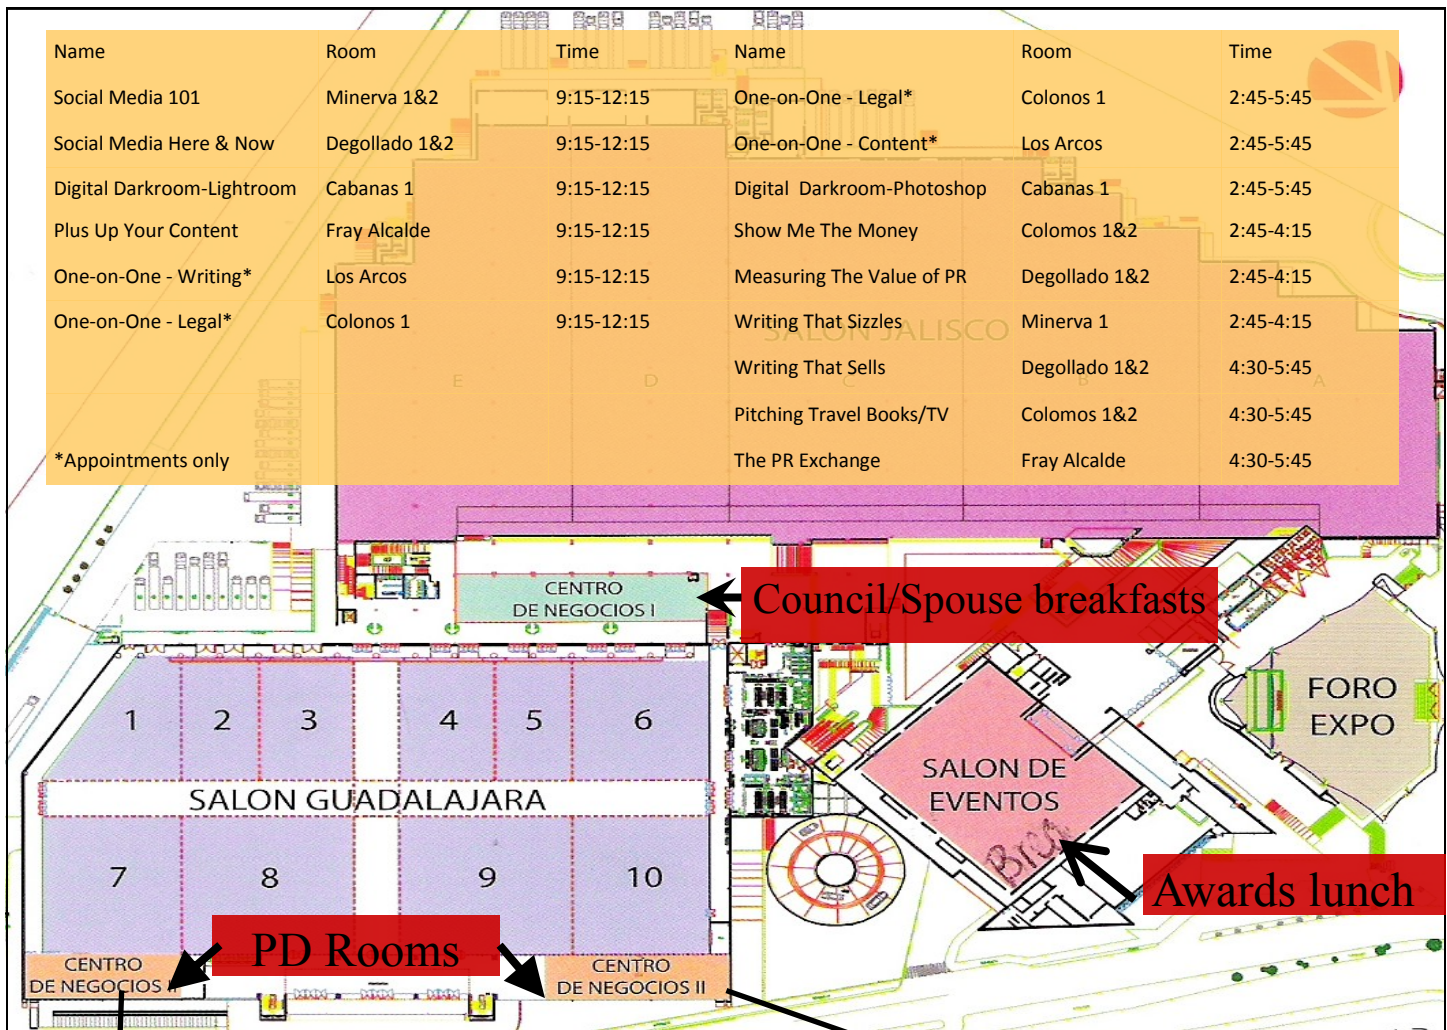 Name Room Time Name Room Time
Social Media 101 Minerva 1&2 9:15-12:15 One-on-One - Legal* Colonos 1 2:45-5:45
Social Media Here & Now Degollado 1&2 9:15-12:15 One-on-One - Content* Los Arcos 2:45-5:45
Digital Darkroom-Lightroom Cabanas 1 9:15-12:15 Digital Darkroom-Photoshop Cabanas 1 2:45-5:45
Plus Up Your Content Fray Alcalde 9:15-12:15 Show Me The Money Colomos 1&2 2:45-4:15
One-on-One - Writing* Los Arcos 9:15-12:15 Measuring The Value of PR Degollado 1&2 2:45-4:15
One-on-One - Legal* Colonos 1 9:15-12:15 Writing That Sizzles Minerva 1 2:45-4:15
SALON JALISCO
Writing That Sells Degollado 1&2 4:30-5:45
E D C B A
Pitching Travel Books/TV Colomos 1&2 4:30-5:45
*Appointments only The PR Exchange Fray Alcalde 4:30-5:45
CENTRO
DE NEGOCIOS I
Council/Spouse breakfasts
1 2 3 4 5 6
FORO
EXPO
SALON GUADALAJARA
SALON DE
EVENTOS
7 8 9 10
Awards lunch
PD Rooms
CENTRO
DE NEGOCIOS II
CENTRO
DE NEGOCIOS II